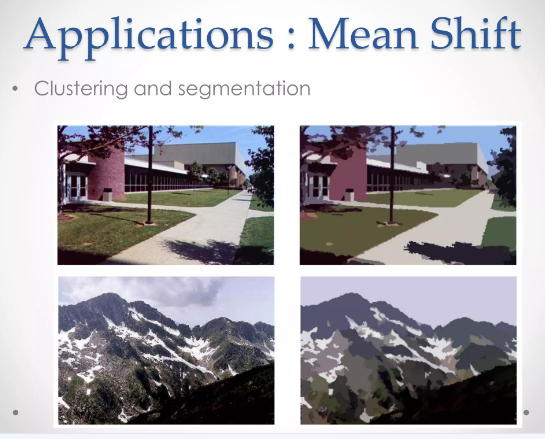 Applications : Mean Shift
• Clustering and segmentation